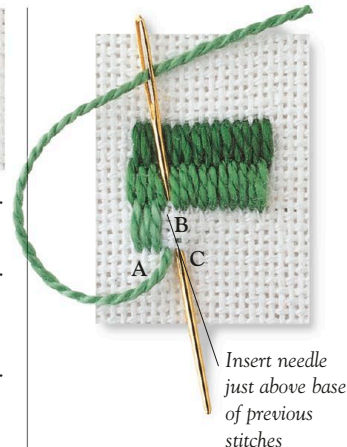 B
A
C
Insert needle
just above base
of previous
stitches